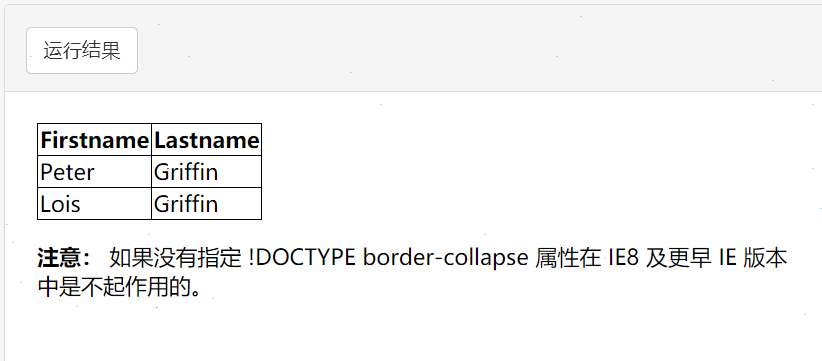 运行结果
Firstname Lastname
Peter Griffin
Lois Griffin
注意： 如果没有指定 !DOCTYPE border-collapse 属性在 IE8 及更早 IE 版本
中是不起作用的。